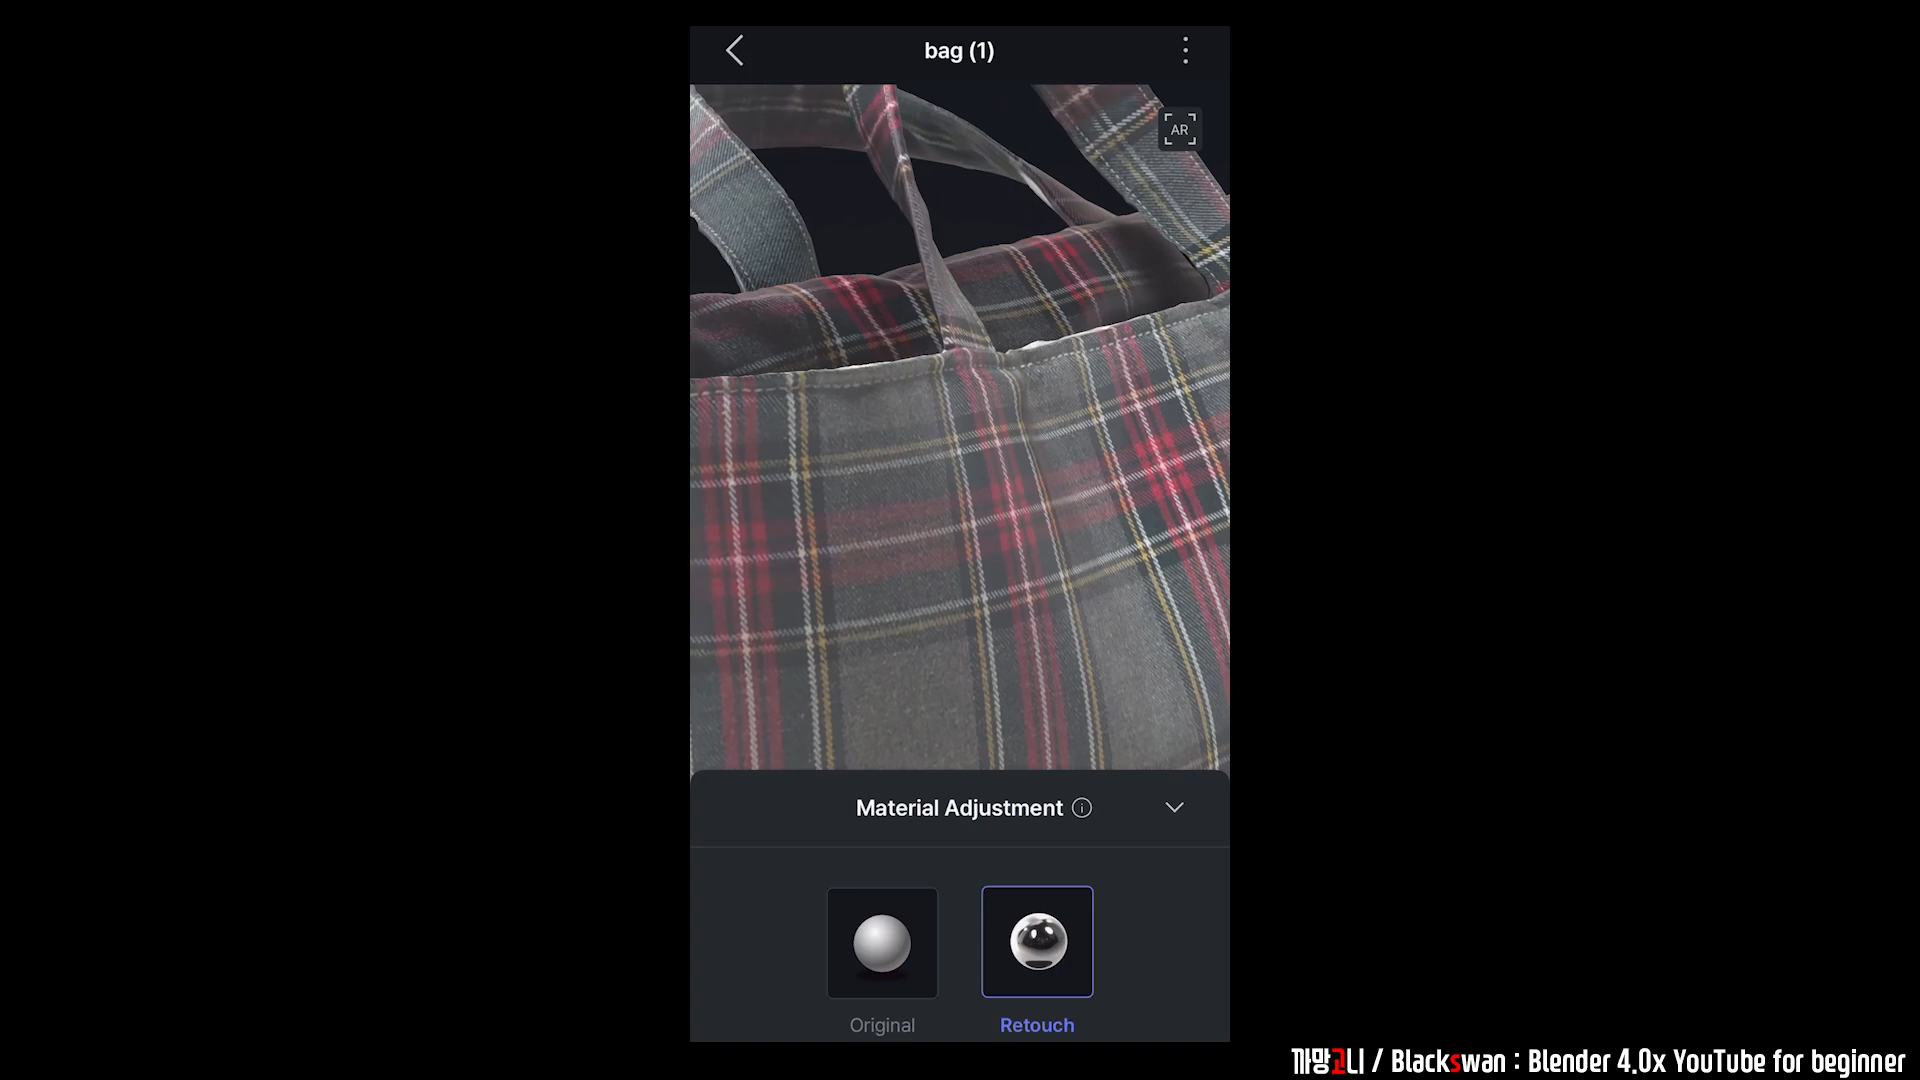 bag (1)
AR
Material Adjustment
Original
Retouch
까망고니 / Blackswan : Blender 4.0x YouTube for beginner